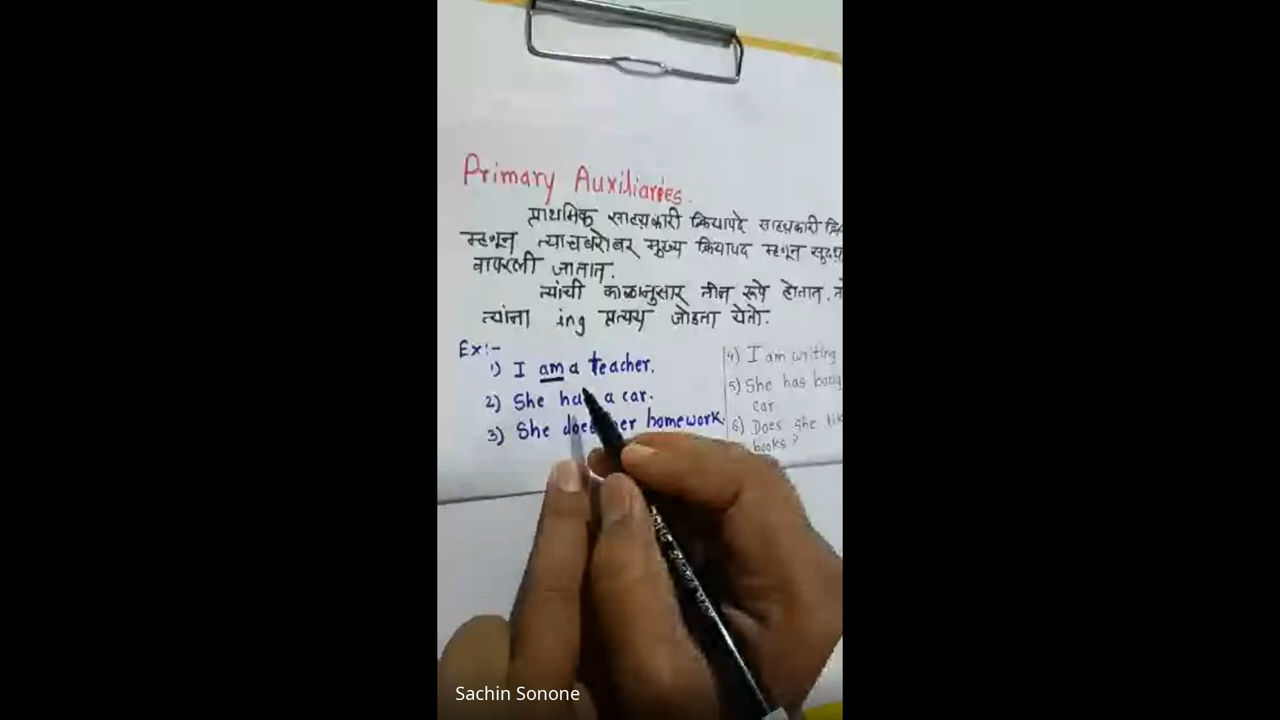 Primary Auxiliaries.
प्राथमिक साहय्यकारी क्रियापदे साहय्यकारी
म्हणून त्याचबरोबर मुख्य क्रियापद म्हणून
वापरली जातात.
त्यांची काळानुसार तीन रूपे होतात.
त्यांना ing प्रत्यय जोडता येतो.
Ex:-
1) I am a teacher.
2) She has a car.
3) She does her homework.
4) I am writing
5) She has
car
6) Does she
books?
Sachin Sonone